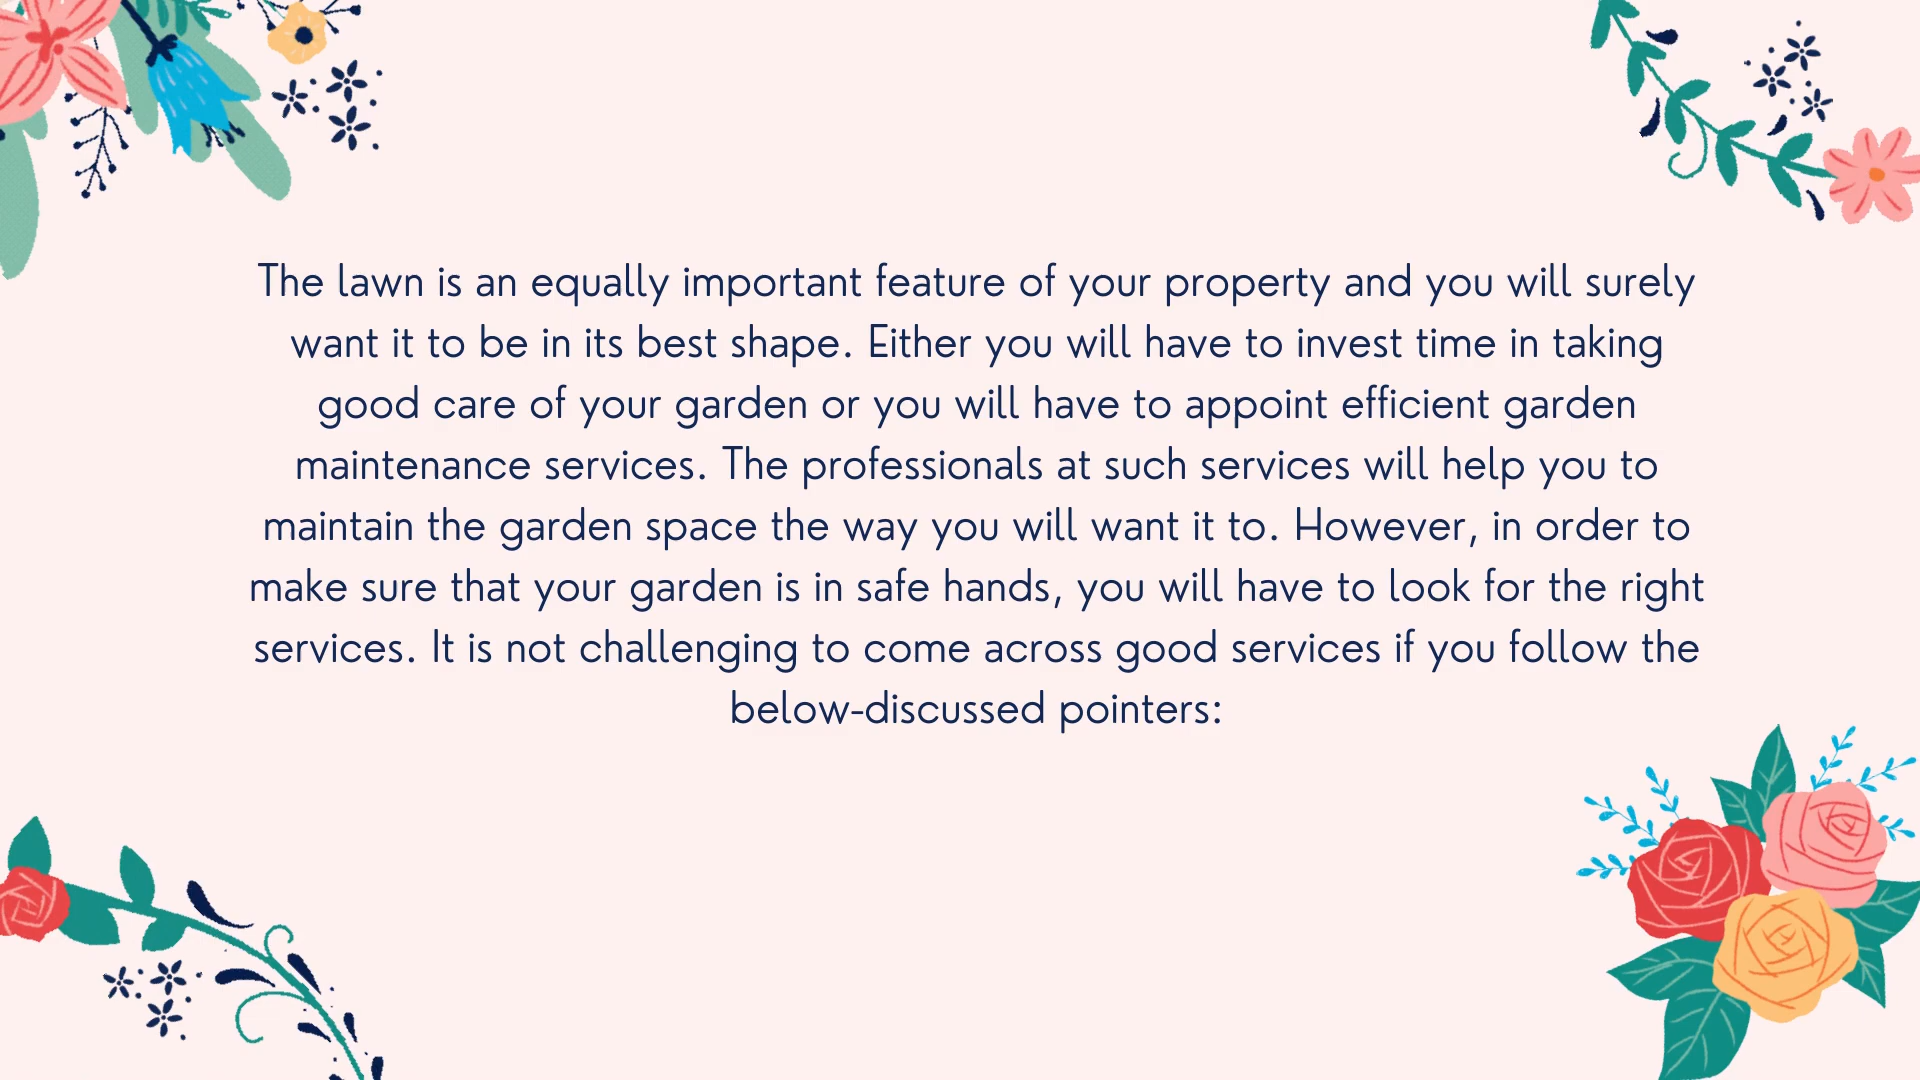 The lawn is an equally important feature of your property and you will surely
want it to be in its best shape. Either you will have to invest time in taking
good care of your garden or you will have to appoint efficient garden
maintenance services. The professionals at such services will help you to
maintain the garden space the way you will want it to. However, in order to
make sure that your garden is in safe hands, you will have to look for the right
services. It is not challenging to come across good services if you follow the
below-discussed pointers: